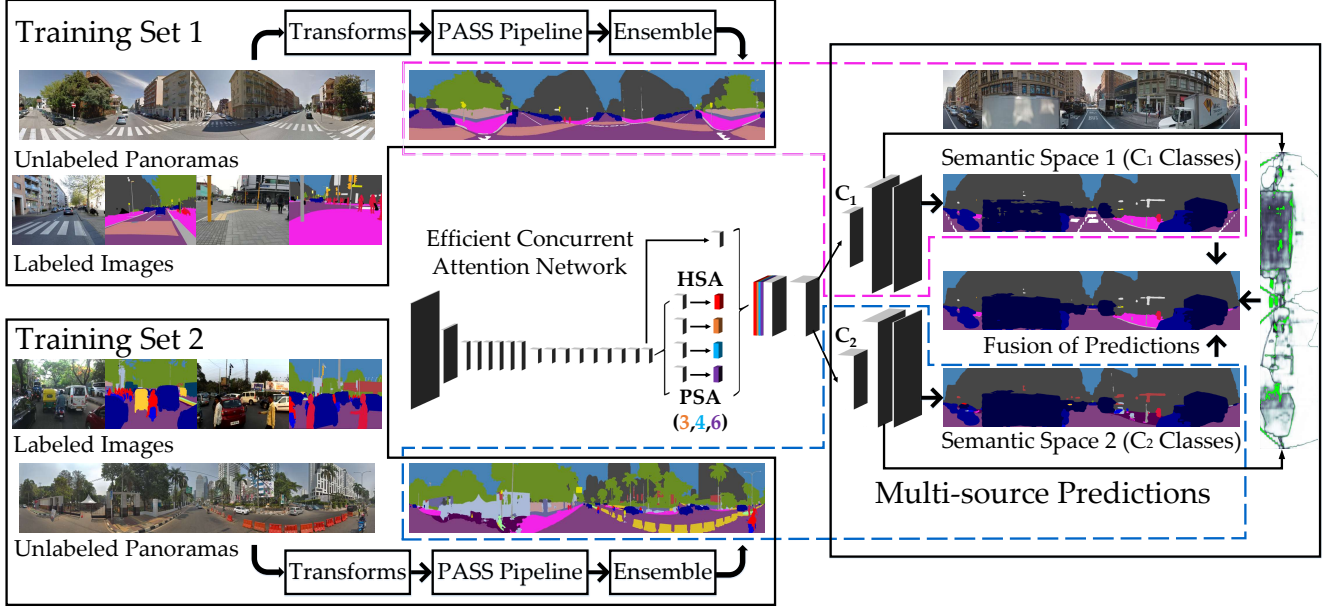 Training Set 1
Transforms
PASS Pipeline
Ensemble
Unlabeled Panoramas
Labeled Images
Efficient Concurrent
Attention Network
HSA
PSA
(3,4,6)
Training Set 2
Labeled Images
Unlabeled Panoramas
Transforms
PASS Pipeline
Ensemble
C₁
C₂
Semantic Space 1 (C₁ Classes)
Fusion of Predictions
Semantic Space 2 (C₂ Classes)
Multi-source Predictions